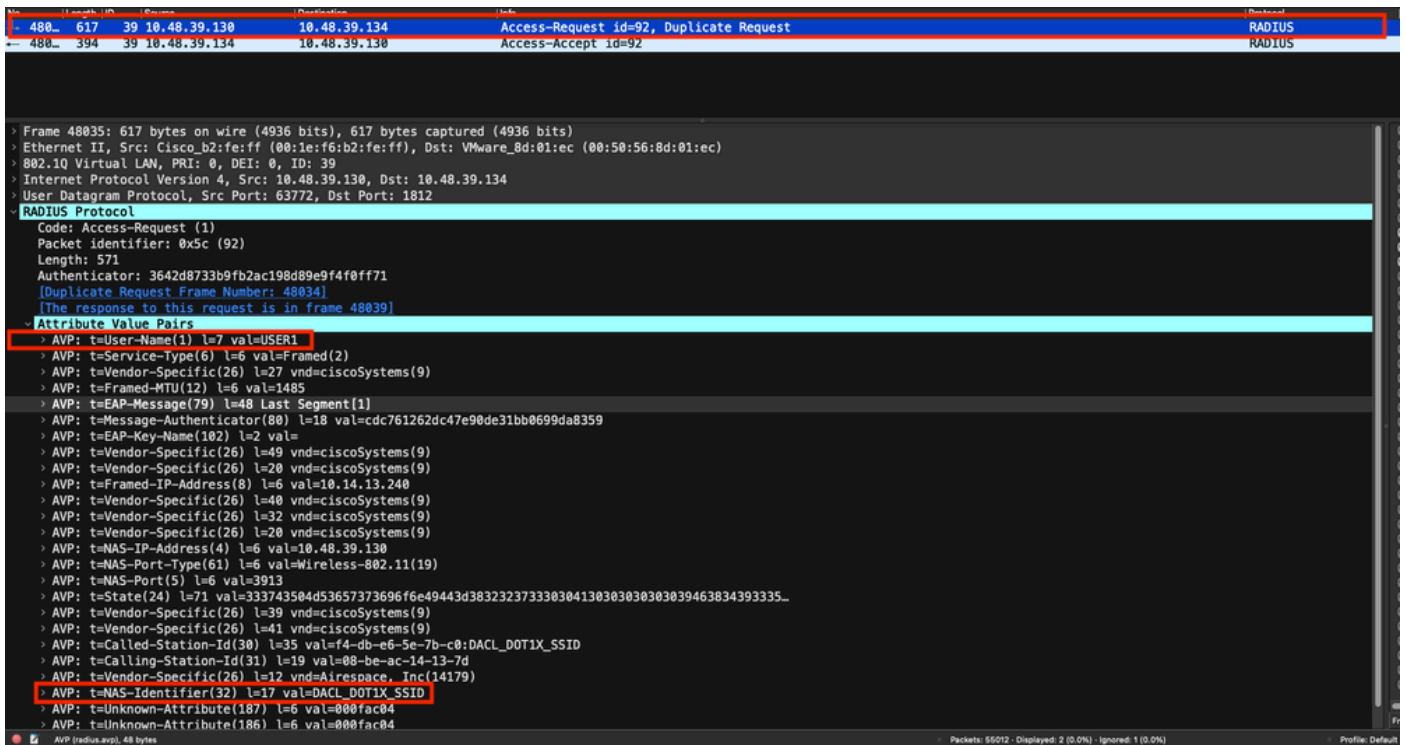 No. Length ID Source Destination Info Protocol
480… 617 39 10.48.39.130 10.48.39.134 Access-Request id=92, Duplicate Request RADIUS
480… 394 39 10.48.39.134 10.48.39.130 Access-Accept id=92 RADIUS
Frame 48035: 617 bytes on wire (4936 bits), 617 bytes captured (4936 bits)
Ethernet II, Src: Cisco_b2:fe:ff (00:1e:f6:b2:fe:ff), Dst: VMware_8d:01:ec (00:50:56:8d:01:ec)
802.1Q Virtual LAN, PRI: 0, DEI: 0, ID: 39
Internet Protocol Version 4, Src: 10.48.39.130, Dst: 10.48.39.134
User Datagram Protocol, Src Port: 63772, Dst Port: 1812
RADIUS Protocol
Code: Access-Request (1)
Packet identifier: 0x5c (92)
Length: 571
Authenticator: 3642d8733b9fb2ac198d89e9f4f0ff71
[Duplicate Request Frame Number: 48034]
[The response to this request is in frame 48039]
Attribute Value Pairs
AVP: t=User-Name(1) l=7 val=USER1
AVP: t=Service-Type(6) l=6 val=Framed(2)
AVP: t=Vendor-Specific(26) l=27 vnd=ciscoSystems(9)
AVP: t=Framed-MTU(12) l=6 val=1485
AVP: t=EAP-Message(79) l=48 Last Segment[1]
AVP: t=Message-Authenticator(80) l=18 val=cdc761262dc47e90de31bb0699da8359
AVP: t=EAP-Key-Name(102) l=2 val=
AVP: t=Vendor-Specific(26) l=49 vnd=ciscoSystems(9)
AVP: t=Vendor-Specific(26) l=20 vnd=ciscoSystems(9)
AVP: t=Framed-IP-Address(8) l=6 val=10.14.13.240
AVP: t=Vendor-Specific(26) l=40 vnd=ciscoSystems(9)
AVP: t=Vendor-Specific(26) l=32 vnd=ciscoSystems(9)
AVP: t=Vendor-Specific(26) l=20 vnd=ciscoSystems(9)
AVP: t=NAS-IP-Address(4) l=6 val=10.48.39.130
AVP: t=NAS-Port-Type(61) l=6 val=Wireless-802.11(19)
AVP: t=NAS-Port(5) l=6 val=3913
AVP: t=State(24) l=71 val=333743504d53657373696f6e49443d383232373330304130303030303039463834393335…
AVP: t=Vendor-Specific(26) l=39 vnd=ciscoSystems(9)
AVP: t=Vendor-Specific(26) l=41 vnd=ciscoSystems(9)
AVP: t=Called-Station-Id(30) l=35 val=f4-db-e6-5e-7b-c0:DACL_DOT1X_SSID
AVP: t=Calling-Station-Id(31) l=19 val=08-be-ac-14-13-7d
AVP: t=Vendor-Specific(26) l=12 vnd=Airespace, Inc(14179)
AVP: t=NAS-Identifier(32) l=17 val=DACL_DOT1X_SSID
AVP: t=Unknown-Attribute(187) l=6 val=000fac04
AVP: t=Unknown-Attribute(186) l=6 val=000fac04
AVP (radius.avp), 48 bytes Packets: 55012 · Displayed: 2 (0.0%) · Ignored: 1 (0.0%) Profile: Default